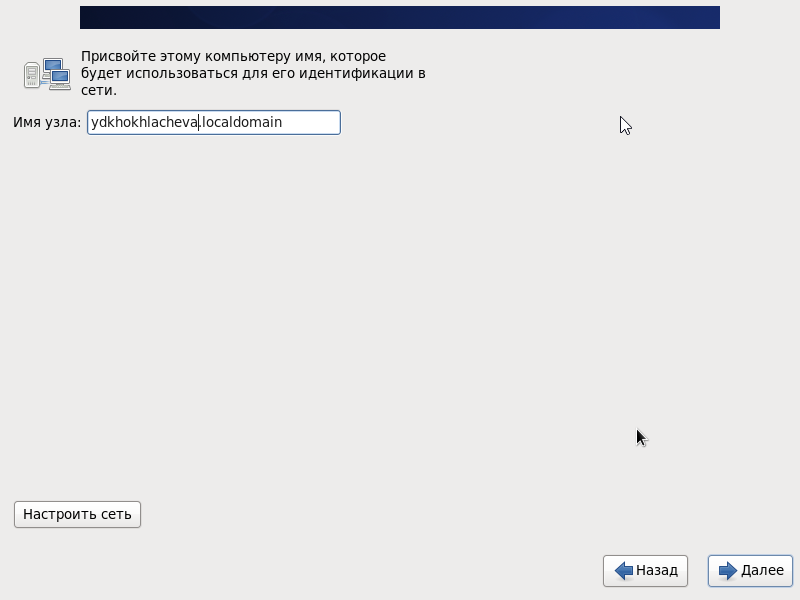 Присвойте этому компьютеру имя, которое
будет использоваться для его идентификации в
сети.
Имя узла: ydkhokhlacheva.localdomain
Настроить сеть
Назад Далее